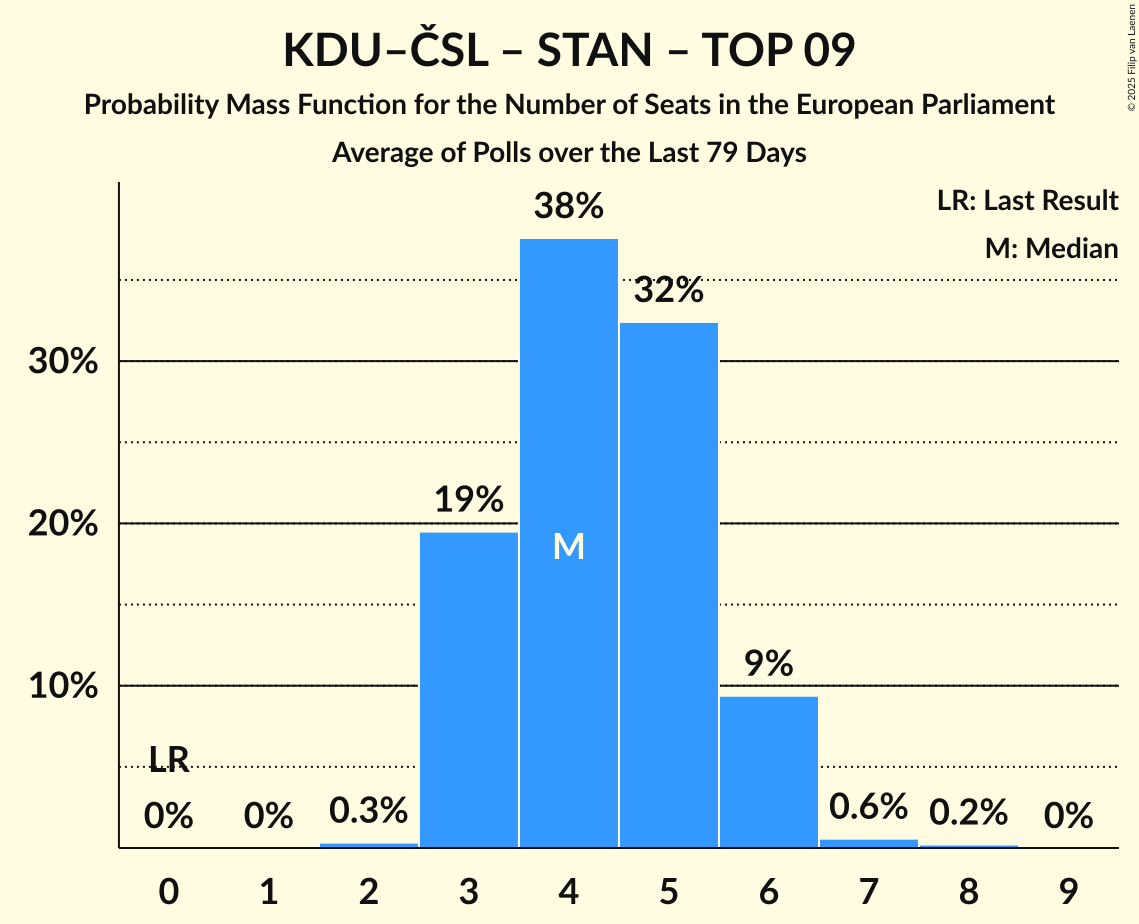 KDU–ČSL – STAN – TOP 09
Probability Mass Function for the Number of Seats in the European Parliament
Average of Polls over the Last 79 Days
© 2025 Filip van Laenen
LR: Last Result
M: Median
38%
32%
30%
19%
20%
M
9%
10%
LR
0%
0%
0.3%
0.6%
0.2%
0%
0 1 2 3 4 5 6 7 8 9